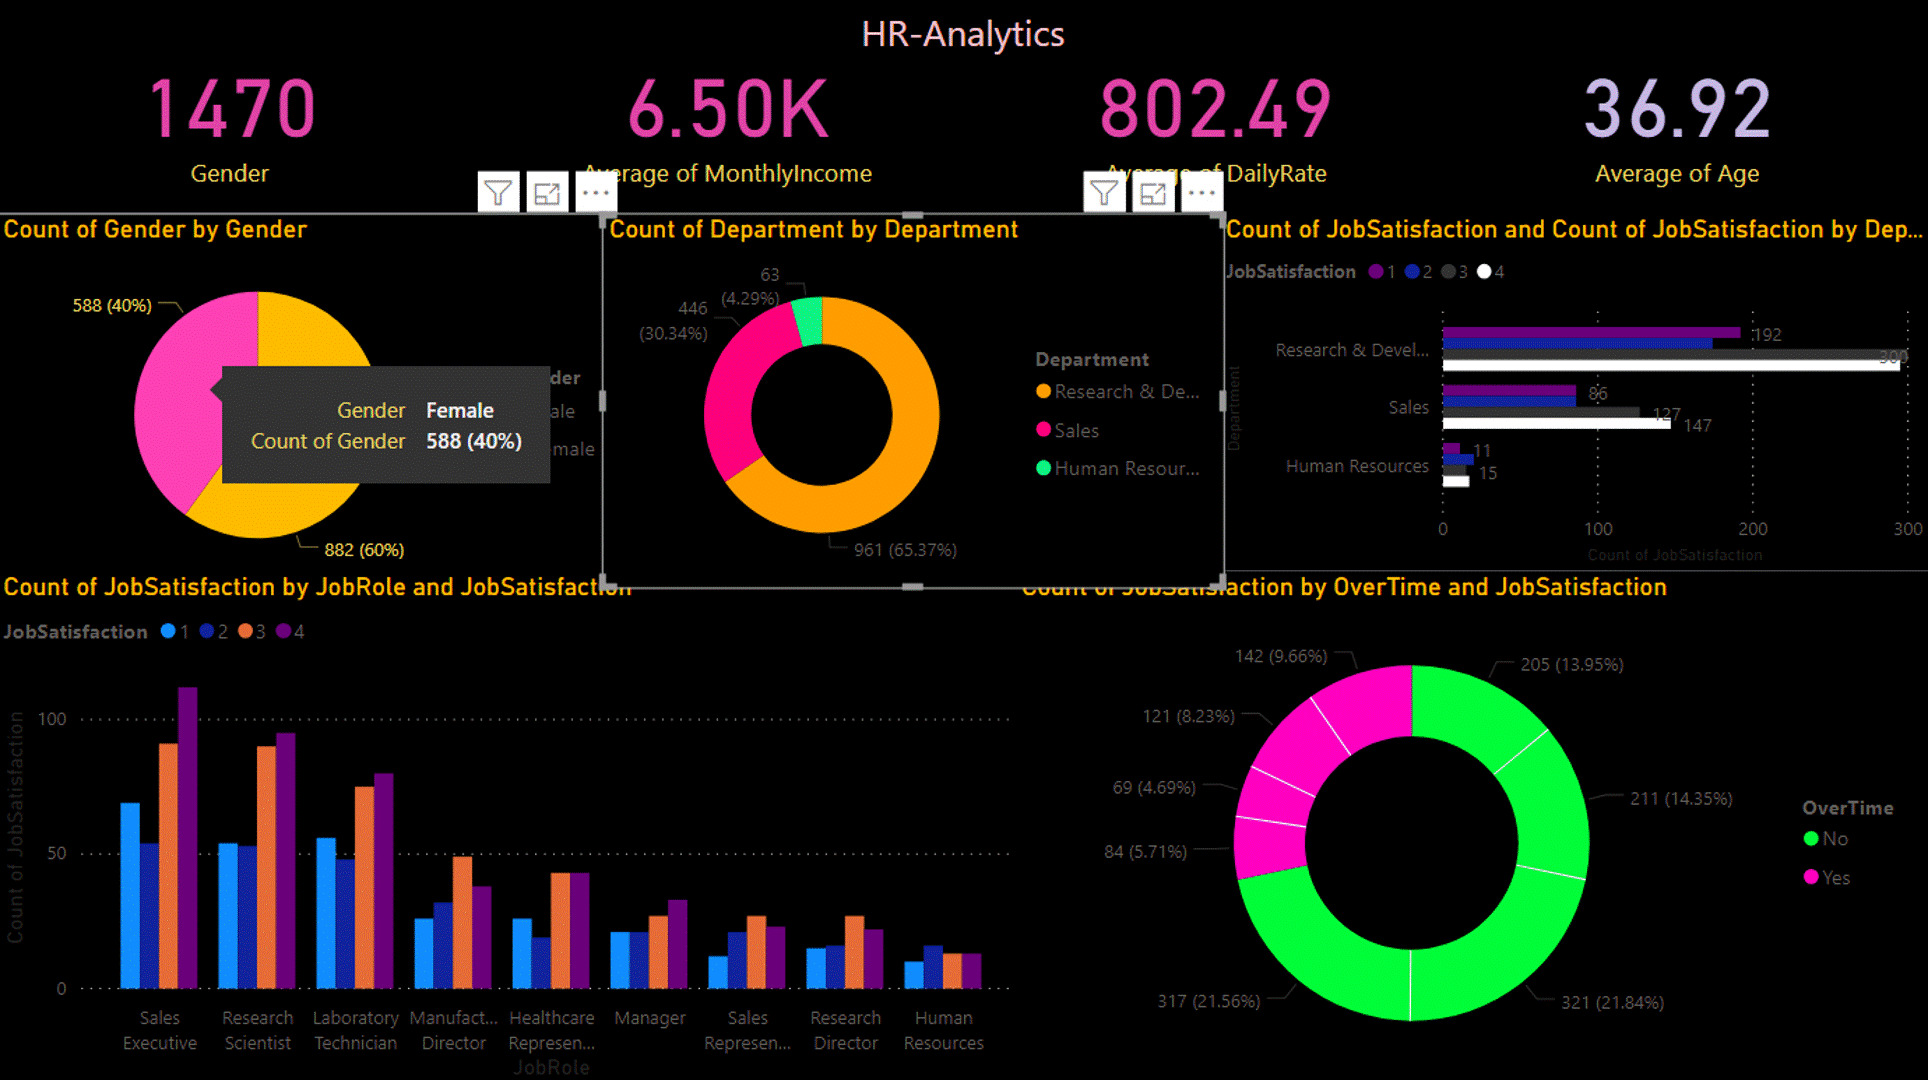 HR-Analytics
1470
Gender
6.50K
Average of MonthlyIncome
802.49
Average of DailyRate
36.92
Average of Age
Count of Gender by Gender
588 (40%)
882 (60%)
der
ale
male
Gender Female
Count of Gender 588 (40%)
Count of Department by Department
63
(4.29%)
446
(30.34%)
961 (65.37%)
Department
Research & De...
Sales
Human Resour...
Count of JobSatisfaction and Count of JobSatisfaction by Dep...
JobSatisfaction 1 2 3 4
Department
Research & Devel...
Sales
Human Resources
192
300
86
127
147
11
15
0 100 200 300
Count of JobSatisfaction
Count of JobSatisfaction by JobRole and JobSatisfaction
JobSatisfaction 1 2 3 4
Count of JobSatisfaction
100
50
0
Sales
Executive
Research
Scientist
Laboratory
Technician
Manufact...
Director
Healthcare
Represen...
Manager
Sales
Represen...
Research
Director
Human
Resources
JobRole
Count of JobSatisfaction by OverTime and JobSatisfaction
142 (9.66%)
205 (13.95%)
121 (8.23%)
211 (14.35%)
69 (4.69%)
84 (5.71%)
317 (21.56%)
321 (21.84%)
OverTime
No
Yes